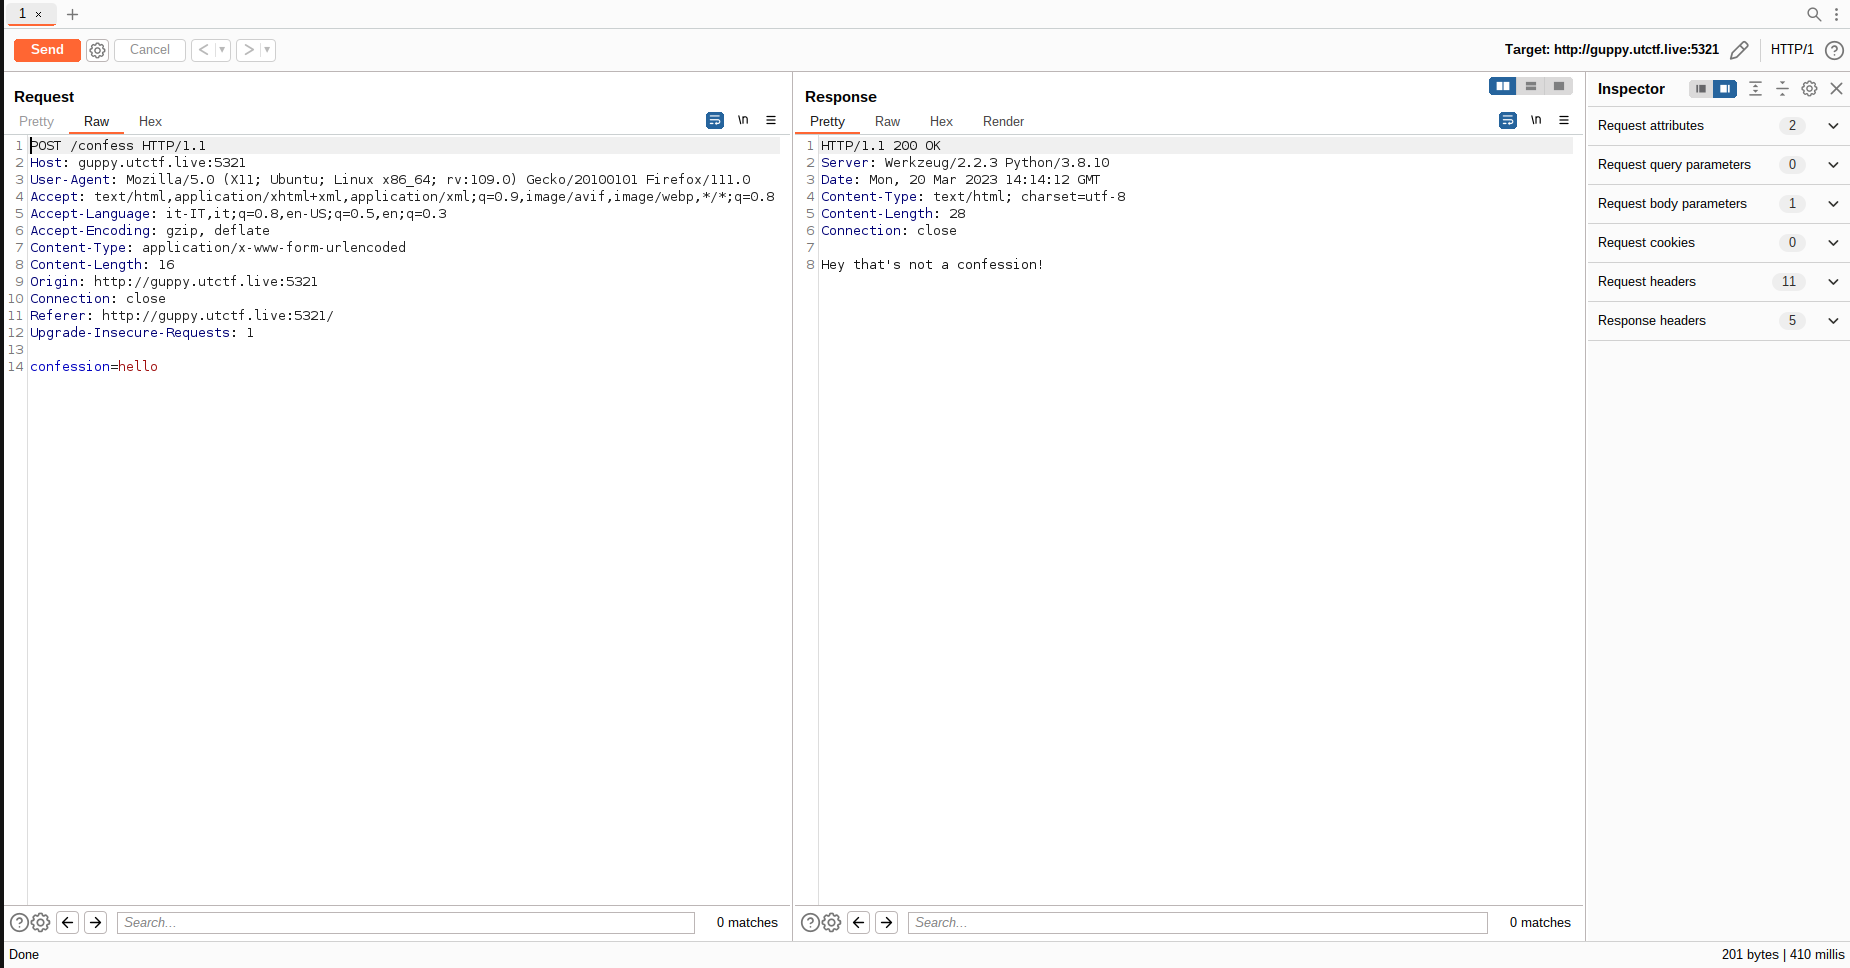 1 × +
Send Cancel < ▾ > ▾ Target: http://guppy.utctf.live:5321 HTTP/1 ?
Request
Pretty Raw Hex \n
1 POST /confess HTTP/1.1
2 Host: guppy.utctf.live:5321
3 User-Agent: Mozilla/5.0 (X11; Ubuntu; Linux x86_64; rv:109.0) Gecko/20100101 Firefox/111.0
4 Accept: text/html,application/xhtml+xml,application/xml;q=0.9,image/avif,image/webp,*/*;q=0.8
5 Accept-Language: it-IT,it;q=0.8,en-US;q=0.5,en;q=0.3
6 Accept-Encoding: gzip, deflate
7 Content-Type: application/x-www-form-urlencoded
8 Content-Length: 16
9 Origin: http://guppy.utctf.live:5321
10 Connection: close
11 Referer: http://guppy.utctf.live:5321/
12 Upgrade-Insecure-Requests: 1
13
14 confession=hello
? Search... 0 matches
Response
Pretty Raw Hex Render \n
1 HTTP/1.1 200 OK
2 Server: Werkzeug/2.2.3 Python/3.8.10
3 Date: Mon, 20 Mar 2023 14:14:12 GMT
4 Content-Type: text/html; charset=utf-8
5 Content-Length: 28
6 Connection: close
7
8 Hey that's not a confession!
? Search... 0 matches
Inspector
Request attributes 2
Request query parameters 0
Request body parameters 1
Request cookies 0
Request headers 11
Response headers 5
Done 201 bytes | 410 millis